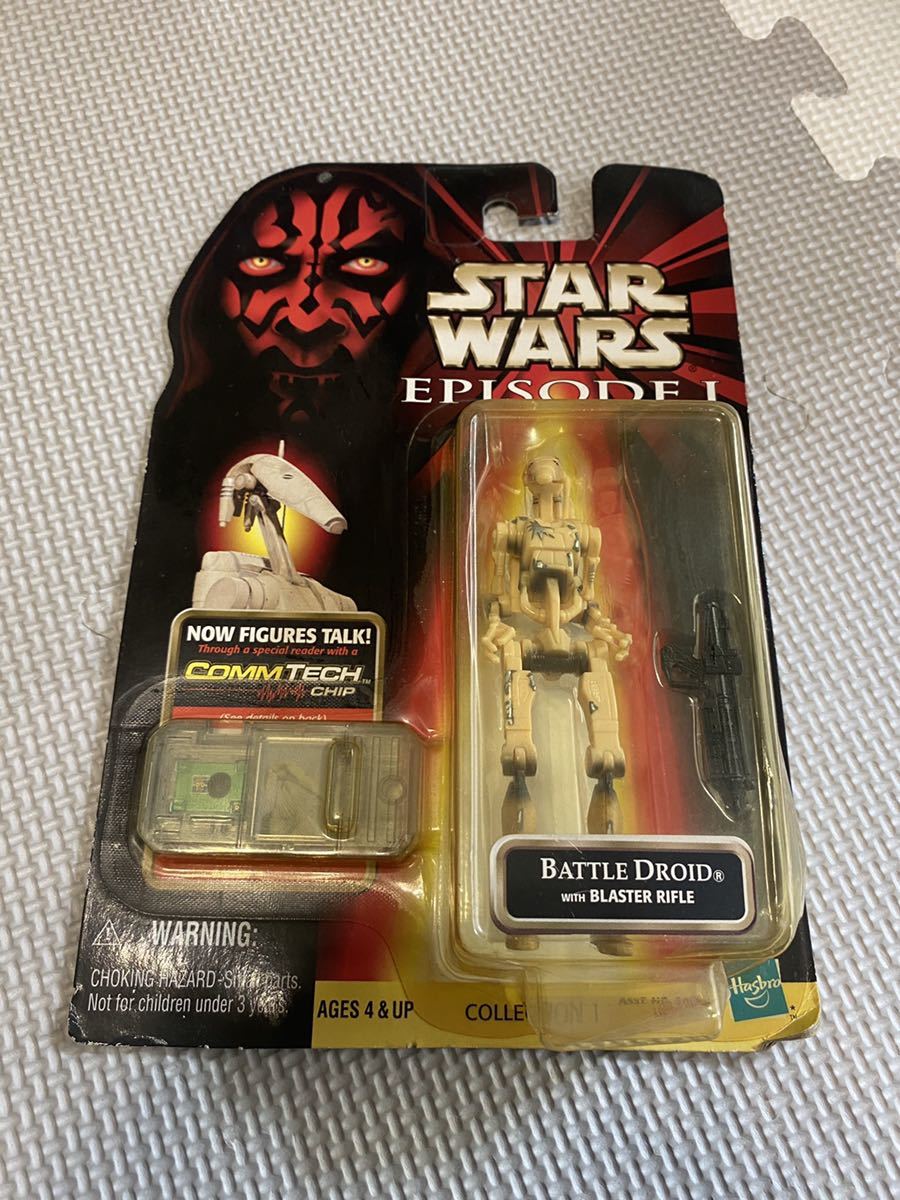 STAR
WARS
EPISODE I
NOW FIGURES TALK!
Through a special reader with a
COMMTECH™
CHIP
(See details on back)
BATTLE DROID®
WITH BLASTER RIFLE
WARNING:
CHOKING HAZARD-Small parts.
Not for children under 3 years.
AGES 4 & UP
COLLECTION 1
Hasbro